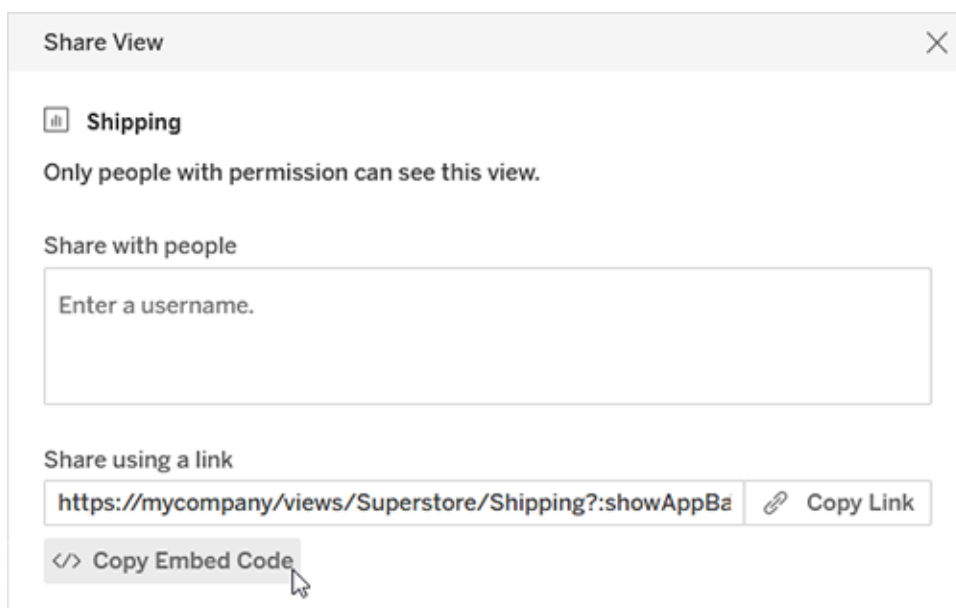 Share View
Shipping
Only people with permission can see this view.
Share with people
Enter a username.
Share using a link
https://mycompany/views/Superstore/Shipping?:showAppBa
Copy Link
</> Copy Embed Code